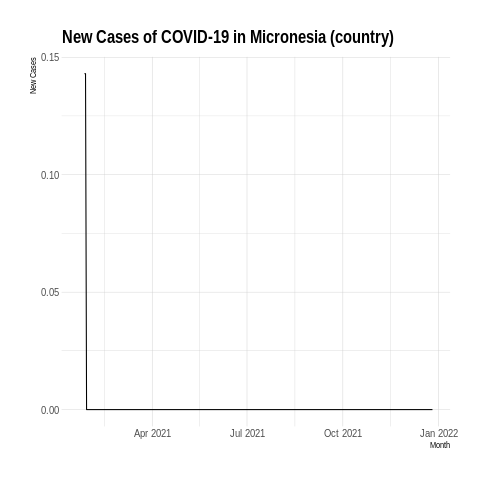 New Cases of COVID-19 in Micronesia (country)
New Cases
0.15
0.10
0.05
0.00
Apr 2021 Jul 2021 Oct 2021 Jan 2022
Month